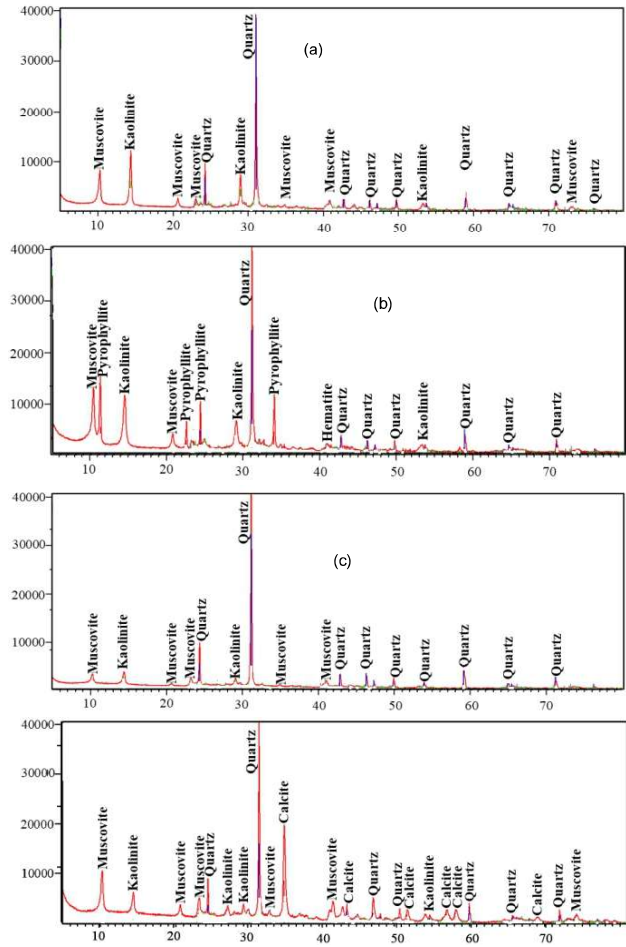 40000
30000
20000
10000
(a)
Muscovite
Kaolinite
Muscovite
Muscovite
Quartz
Kaolinite
Quartz
Muscovite
Muscovite
Quartz
Quartz
Quartz
Kaolinite
Quartz
Quartz
Quartz
Muscovite
Quartz
10 20 30 40 50 60 70
40000
30000
20000
10000
(b)
Muscovite
Pyrophyllite
Kaolinite
Muscovite
Pyrophyllite
Pyrophyllite
Kaolinite
Quartz
Pyrophyllite
Hematite
Quartz
Quartz
Quartz
Kaolinite
Quartz
Quartz
Quartz
10 20 30 40 50 60 70
40000
30000
20000
10000
(c)
Muscovite
Kaolinite
Muscovite
Muscovite
Quartz
Kaolinite
Quartz
Muscovite
Muscovite
Quartz
Quartz
Quartz
Quartz
Quartz
Quartz
Quartz
10 20 30 40 50 60 70
40000
30000
20000
10000
Muscovite
Kaolinite
Muscovite
Muscovite
Quartz
Kaolinite
Kaolinite
Quartz
Muscovite
Calcite
Muscovite
Calcite
Quartz
Quartz
Calcite
Kaolinite
Calcite
Calcite
Quartz
Quartz
Calcite
Quartz
Muscovite
10 20 30 40 50 60 70